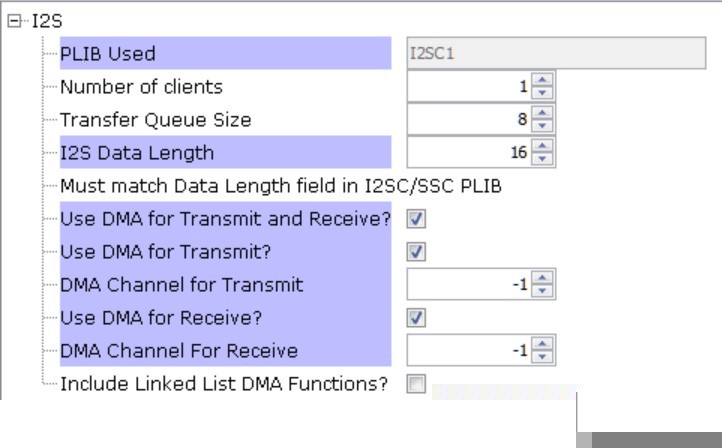 I2S
PLIB Used I2SC1
Number of clients 1
Transfer Queue Size 8
I2S Data Length 16
Must match Data Length field in I2SC/SSC PLIB
Use DMA for Transmit and Receive?
Use DMA for Transmit?
DMA Channel for Transmit -1
Use DMA for Receive?
DMA Channel For Receive -1
Include Linked List DMA Functions?